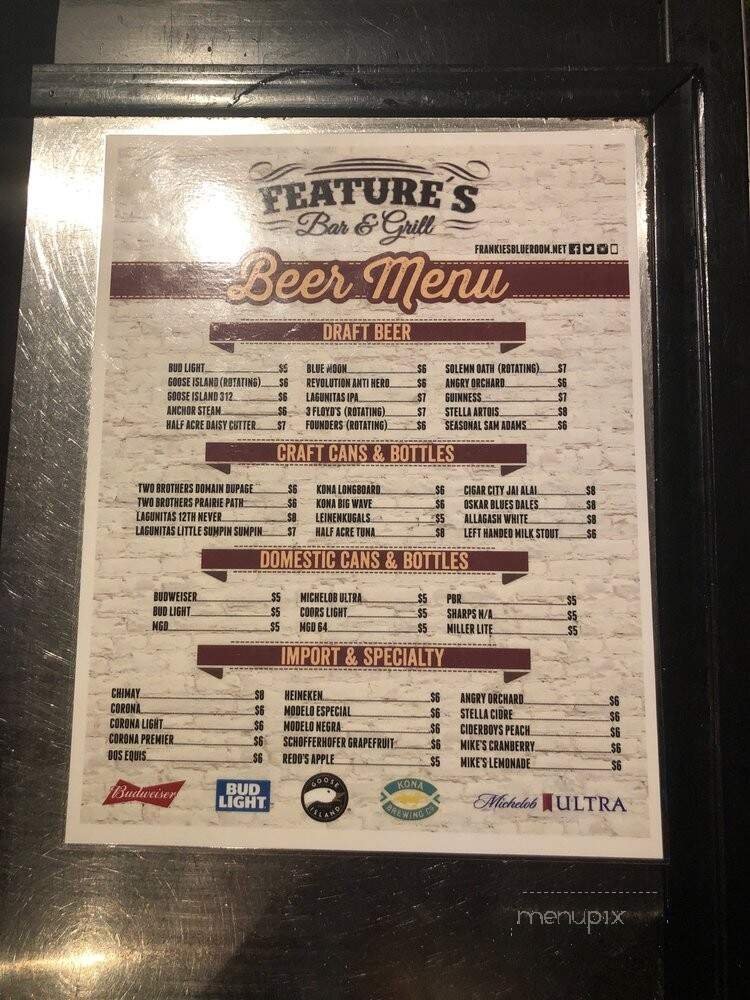 FEATURE'S
Bar & Grill
FRANKIESBLUEROOM.NET
Beer Menu
DRAFT BEER
BUD LIGHT $5 BLUE MOON $6 SOLEMN OATH (ROTATING) $7
GOOSE ISLAND (ROTATING) $6 REVOLUTION ANTI HERO $6 ANGRY ORCHARD $6
GOOSE ISLAND 312 $6 LAGUNITAS IPA $7 GUINNESS $7
ANCHOR STEAM $6 3 FLOYD'S (ROTATING) $7 STELLA ARTOIS $8
HALF ACRE DAISY CUTTER $7 FOUNDERS (ROTATING) $6 SEASONAL SAM ADAMS $6
CRAFT CANS & BOTTLES
TWO BROTHERS DOMAIN DUPAGE $6 KONA LONGBOARD $6 CIGAR CITY JAI ALAI $8
TWO BROTHERS PRAIRIE PATH $6 KONA BIG WAVE $6 OSKAR BLUES DALES $8
LAGUNITAS 12TH NEVER $8 LEINENKUGALS $5 ALLAGASH WHITE $8
LAGUNITAS LITTLE SUMPIN SUMPIN $7 HALF ACRE TUNA $8 LEFT HANDED MILK STOUT $6
DOMESTIC CANS & BOTTLES
BUDWEISER $5 MICHELOB ULTRA $5 PBR $5
BUD LIGHT $5 COORS LIGHT $5 SHARPS N/A $5
MGD $5 MGD 64 $5 MILLER LITE $5
IMPORT & SPECIALTY
CHIMAY $8 HEINEKEN $6 ANGRY ORCHARD $6
CORONA $6 MODELO ESPECIAL $6 STELLA CIDRE $6
CORONA LIGHT $6 MODELO NEGRA $6 CIDERBOYS PEACH $6
CORONA PREMIER $6 SCHOFFERHOFER GRAPEFRUIT $6 MIKE'S CRANBERRY $6
DOS EQUIS $6 REDD'S APPLE $5 MIKE'S LEMONADE $6
Budweiser BUD LIGHT GOOSE ISLAND KONA BREWING CO Michelob ULTRA
menupix